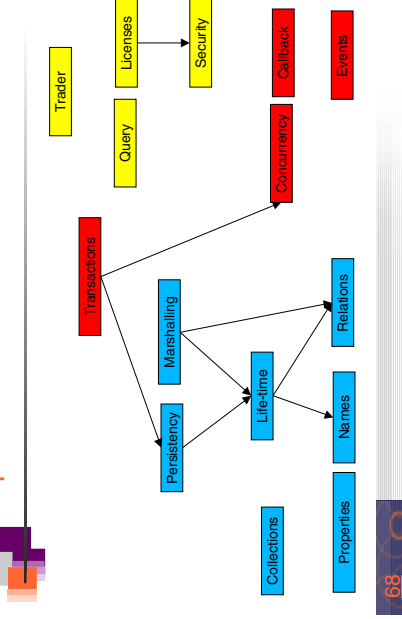 Trader
Transactions
Query
Licenses
Persistency
Marshalling
Security
Collections
Life-time
Concurrency
Callback
Properties
Names
Relations
Events
68